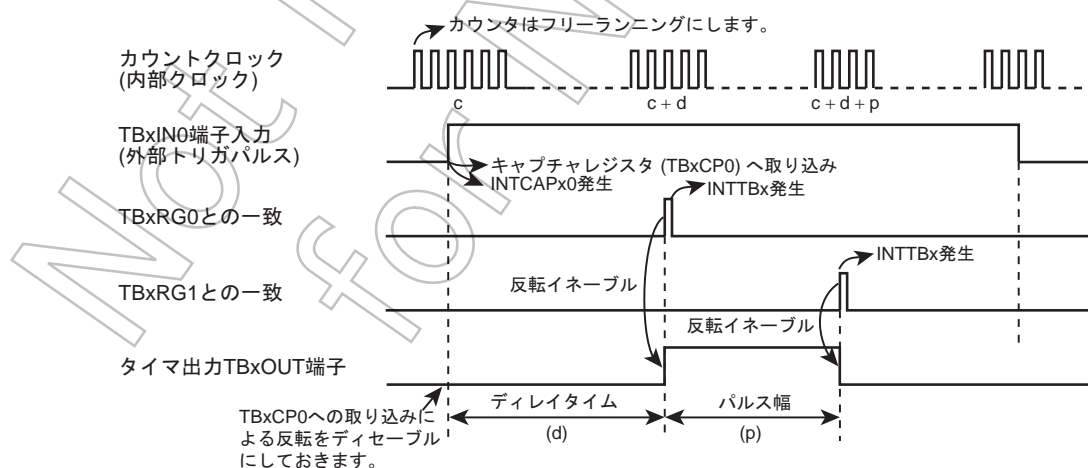 カウンタはフリーランニングにします。
カウントクロック
(内部クロック)
c
c + d
c + d + p
TBxIN0端子入力
(外部トリガパルス)
キャプチャレジスタ (TBxCP0) へ取り込み
INTCAPx0発生
INTTBx発生
TBxRG0との一致
INTTBx発生
反転イネーブル
TBxRG1との一致
反転イネーブル
タイマ出力TBxOUT端子
ディレイタイム
パルス幅
(d)
(p)
TBxCP0への取り込みに
よる反転をディセーブル
にしておきます。
Not
for N